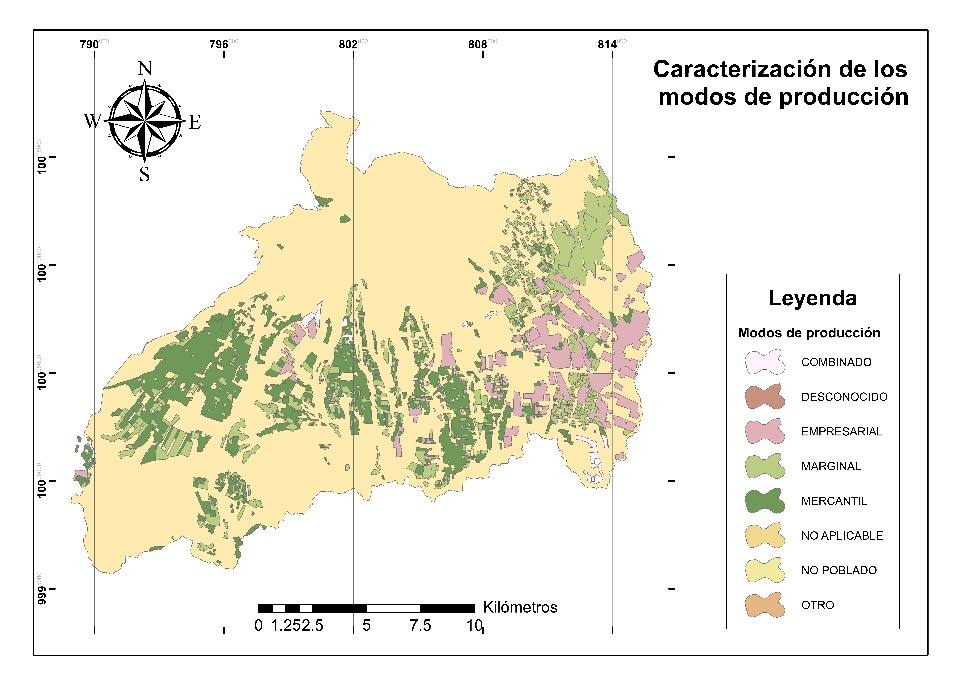 790 796 802 808 814
Caracterización de los
modos de producción
N
W E
S
100
100
100
100
999
Leyenda
Modos de producción
COMBINADO
DESCONOCIDO
EMPRESARIAL
MARGINAL
MERCANTIL
NO APLICABLE
NO POBLADO
OTRO
Kilómetros
0 1.25 2.5 5 7.5 10